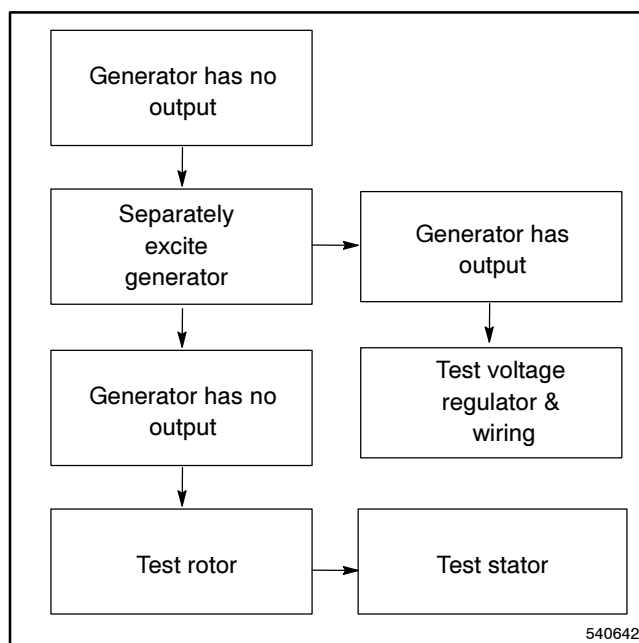 Generator has no
output
Separately
excite
generator
Generator has
output
Generator has no
output
Test voltage
regulator &
wiring
Test rotor
Test stator
540642